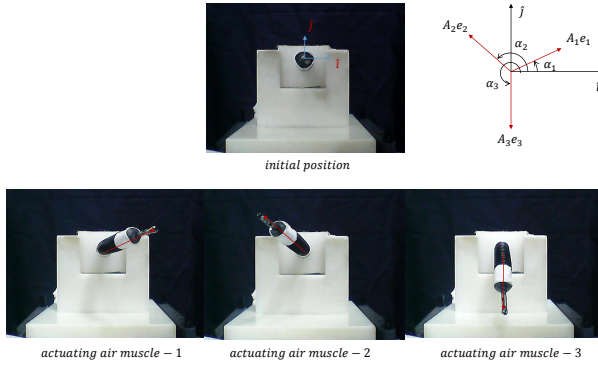 ĵ
î
initial position
ĵ
A₂e₂
α₂
A₁e₁
α₁
α₃
A₃e₃
actuating air muscle − 1
actuating air muscle − 2
actuating air muscle − 3